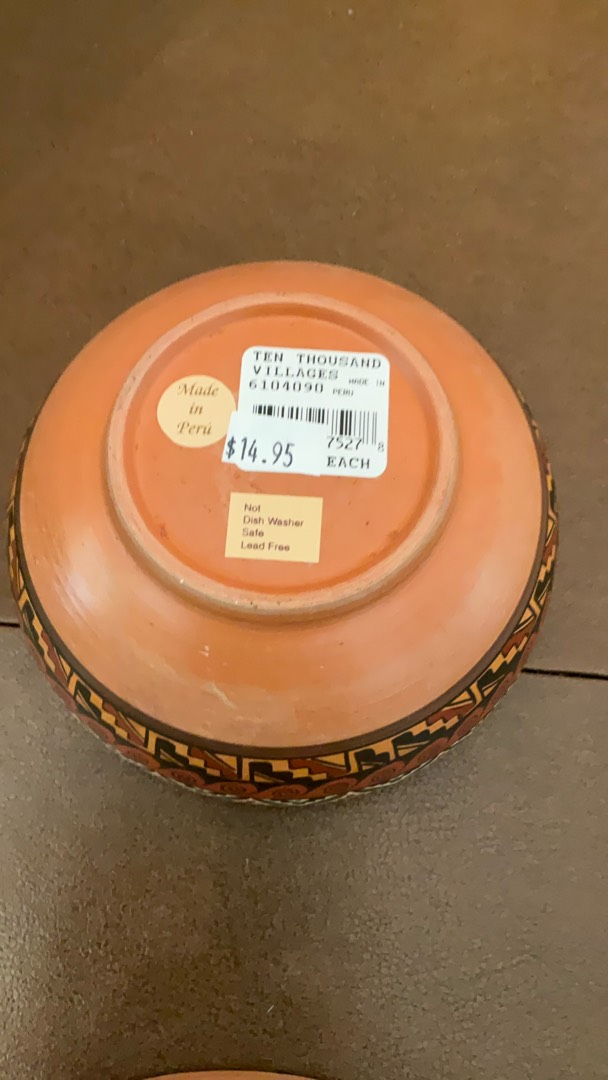 TEN THOUSAND
VILLAGES MADE IN
6104090 PERU
7527 8
$14.95 EACH
Made
in
Perú
Not
Dish Washer
Safe
Lead Free